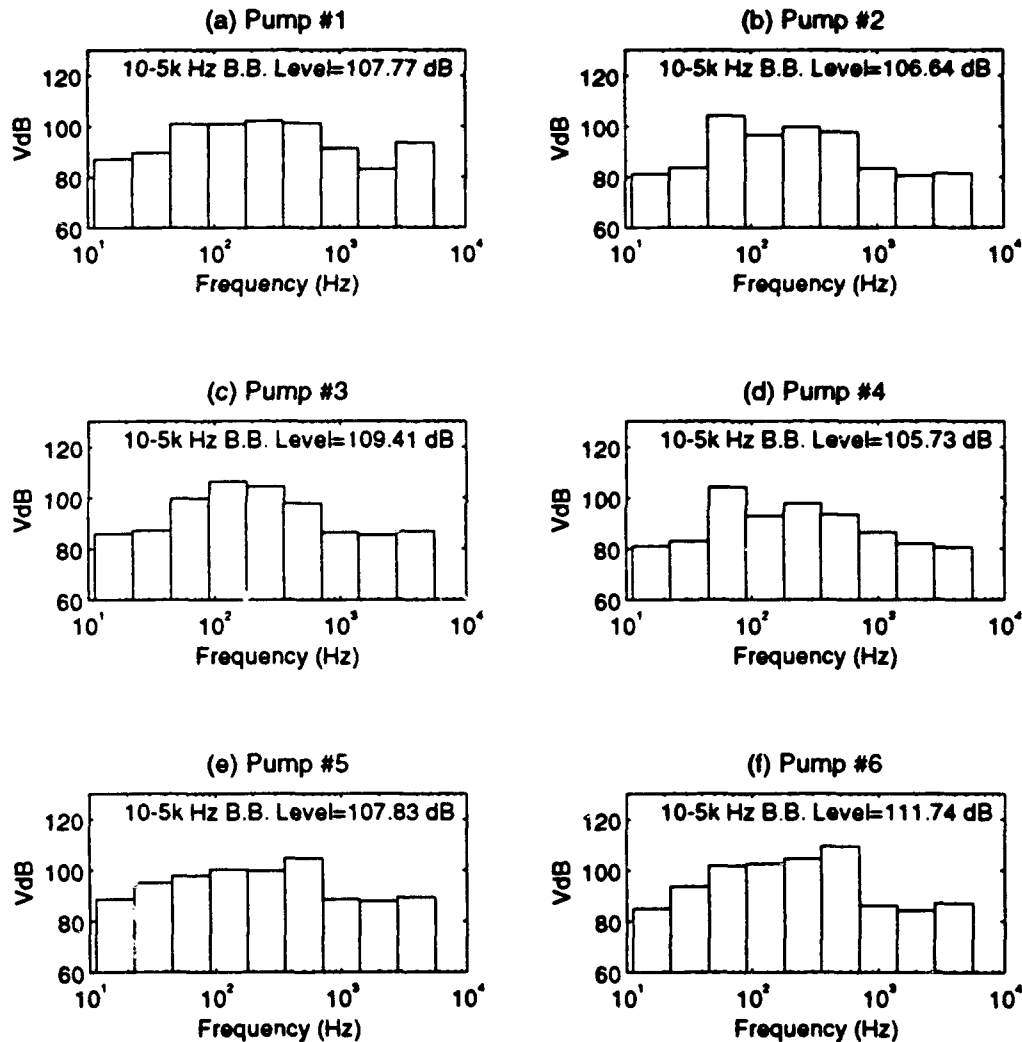 (a) Pump #1
10-5k Hz B.B. Level=107.77 dB
VdB
120
100
80
60
10¹ 10² 10³ 10⁴
Frequency (Hz)
(b) Pump #2
10-5k Hz B.B. Level=106.64 dB
VdB
120
100
80
60
10¹ 10² 10³ 10⁴
Frequency (Hz)
(c) Pump #3
10-5k Hz B.B. Level=109.41 dB
VdB
120
100
80
60
10¹ 10² 10³ 10⁴
Frequency (Hz)
(d) Pump #4
10-5k Hz B.B. Level=105.73 dB
VdB
120
100
80
60
10¹ 10² 10³ 10⁴
Frequency (Hz)
(e) Pump #5
10-5k Hz B.B. Level=107.83 dB
VdB
120
100
80
60
10¹ 10² 10³ 10⁴
Frequency (Hz)
(f) Pump #6
10-5k Hz B.B. Level=111.74 dB
VdB
120
100
80
60
10¹ 10² 10³ 10⁴
Frequency (Hz)